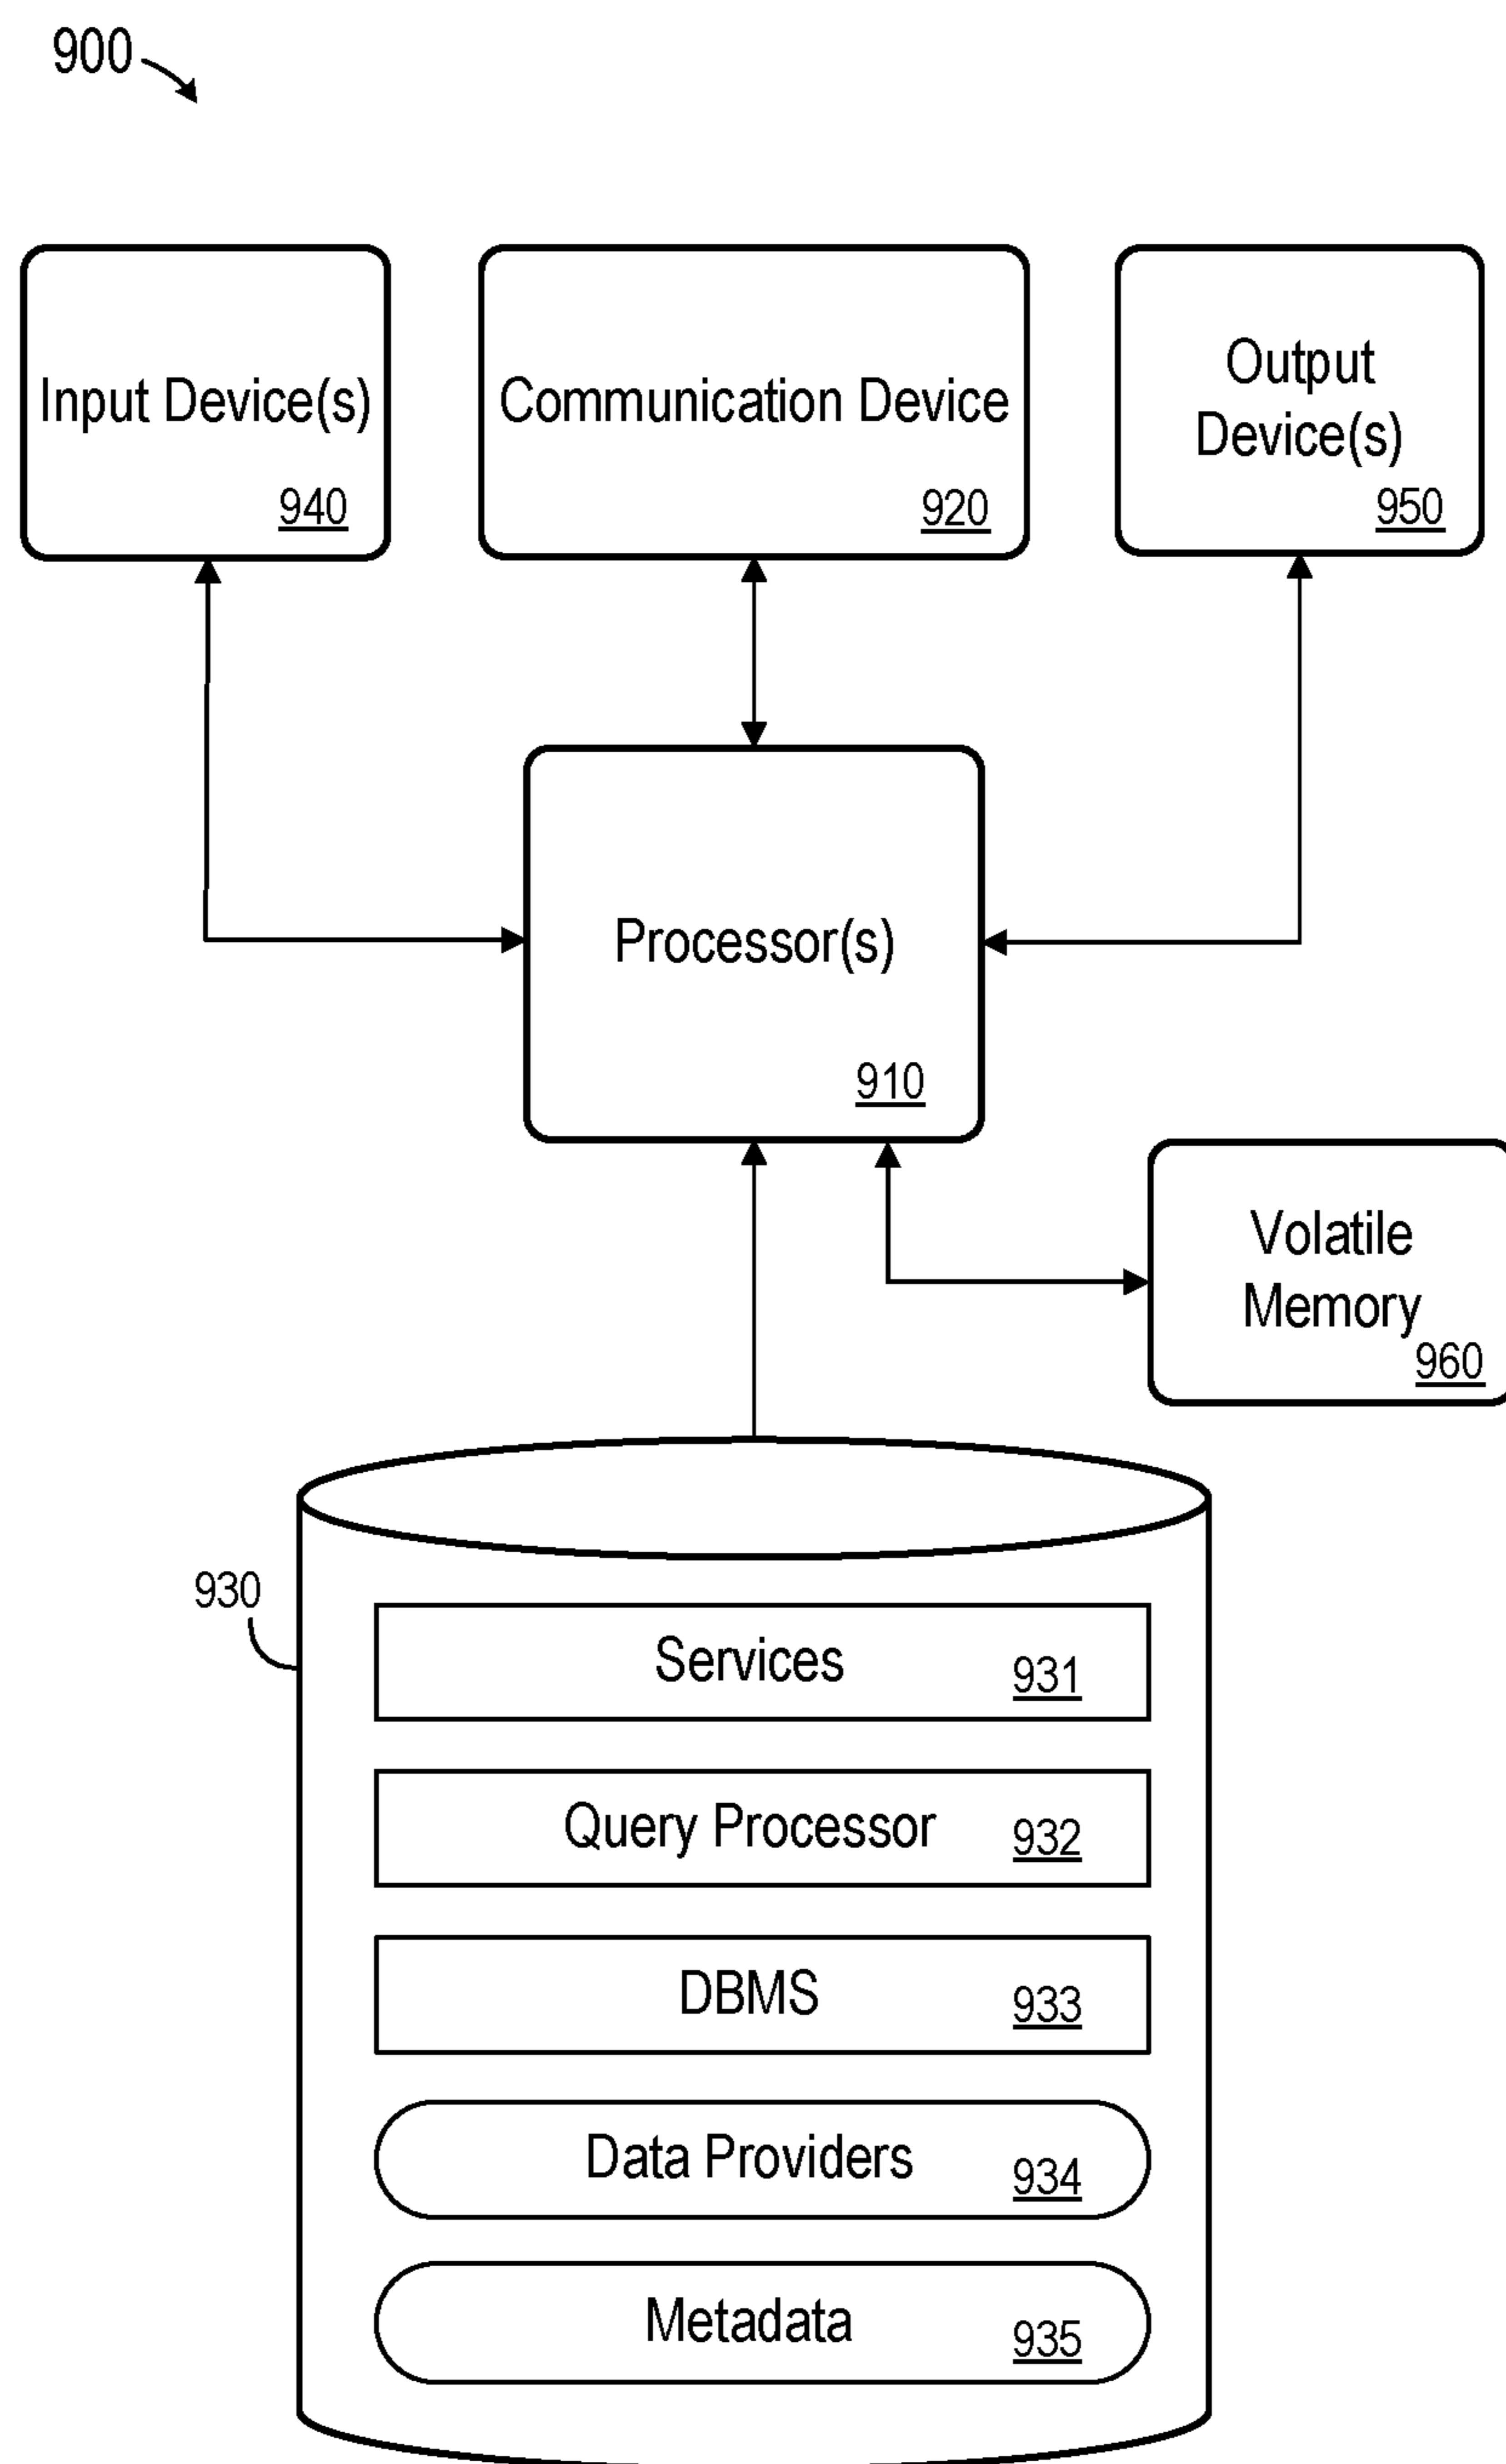 900
Input Device(s)
940
Communication Device
920
Output
Device(s)
950
Processor(s)
910
Volatile
Memory
960
930
Services 931
Query Processor 932
DBMS 933
Data Providers 934
Metadata 935